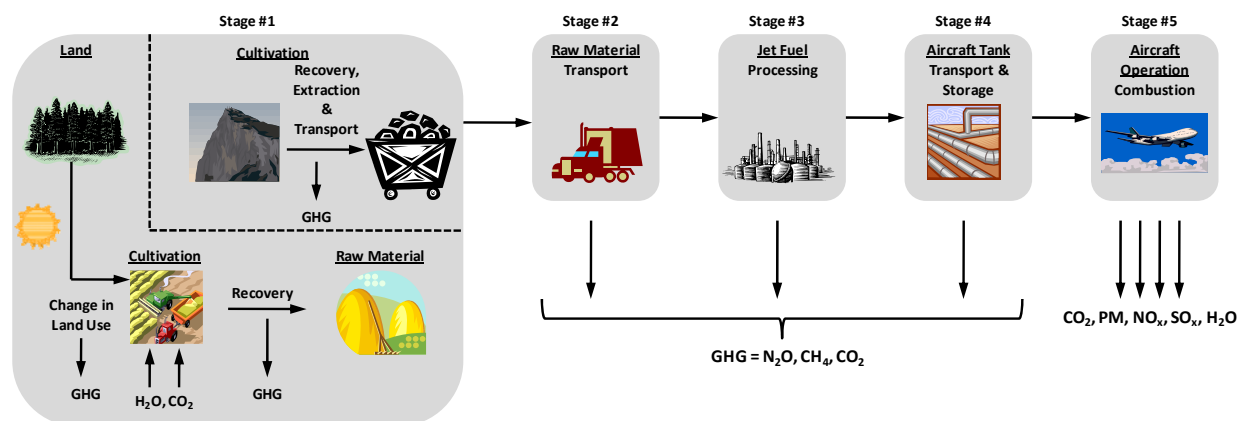 Stage #1
Stage #2
Stage #3
Stage #4
Stage #5
Land
Cultivation
Recovery,
Extraction
&
Transport
GHG
Cultivation
Raw Material
Change in
Land Use
Recovery
GHG
H₂O, CO₂
GHG
Raw Material
Transport
Jet Fuel
Processing
Aircraft Tank
Transport &
Storage
Aircraft
Operation
Combustion
GHG = N₂O, CH₄, CO₂
CO₂, PM, NOₓ, SOₓ, H₂O